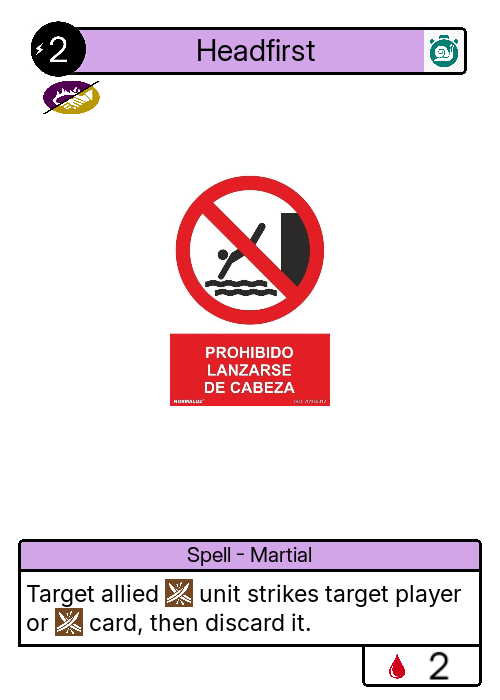 2
Headfirst
PROHIBIDO
LANZARSE
DE CABEZA
NORMALUZ
Spell - Martial
Target allied unit strikes target player
or card, then discard it.
2